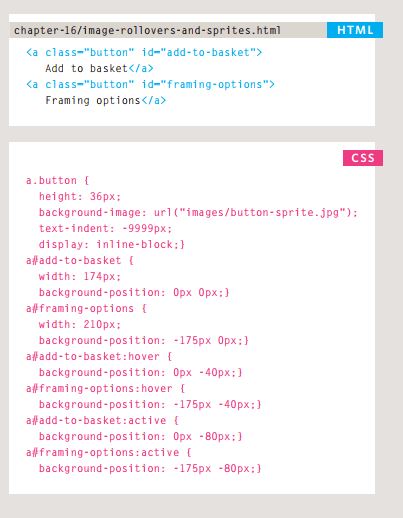 chapter-16/image-rollovers-and-sprites.html HTML
<a class="button" id="add-to-basket">
Add to basket</a>
<a class="button" id="framing-options">
Framing options</a>
CSS
a.button {
height: 36px;
background-image: url("images/button-sprite.jpg");
text-indent: -9999px;
display: inline-block;}
a#add-to-basket {
width: 174px;
background-position: 0px 0px;}
a#framing-options {
width: 210px;
background-position: -175px 0px;}
a#add-to-basket:hover {
background-position: 0px -40px;}
a#framing-options:hover {
background-position: -175px -40px;}
a#add-to-basket:active {
background-position: 0px -80px;}
a#framing-options:active {
background-position: -175px -80px;}